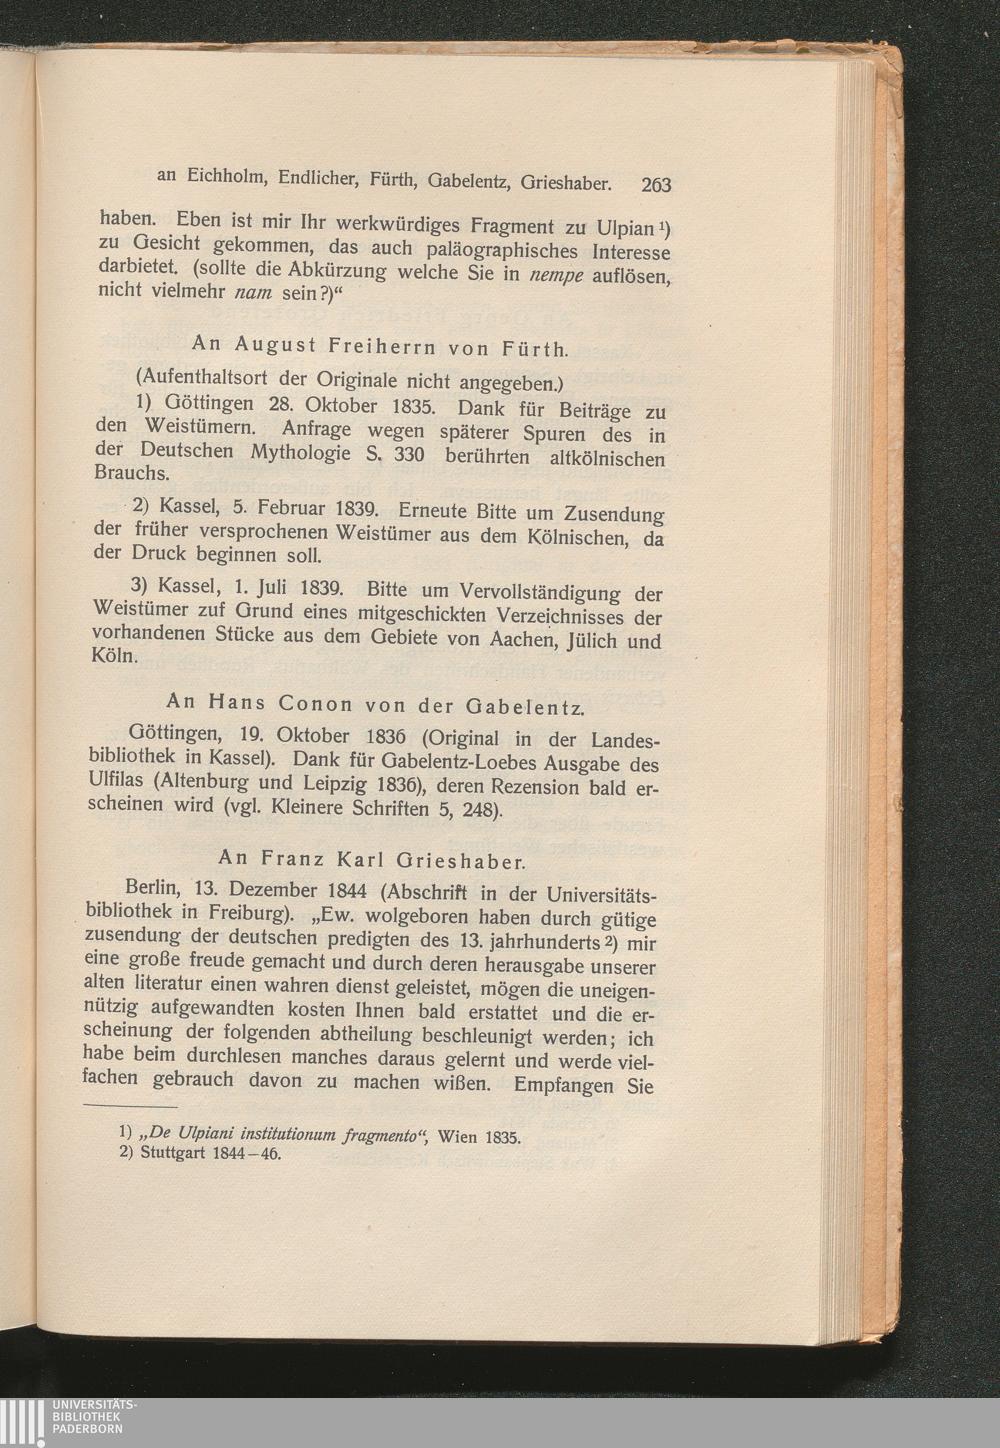 an Eichholm, Endlicher, Fürth, Gabelentz, Grieshaber. 263
haben. Eben ist mir Ihr werkwürdiges Fragment zu Ulpian ¹)
zu Gesicht gekommen, das auch paläographisches Interesse
darbietet. (sollte die Abkürzung welche Sie in nempe auflösen,
nicht vielmehr nam sein?)“
An August Freiherrn von Fürth.
(Aufenthaltsort der Originale nicht angegeben.)
1) Göttingen 28. Oktober 1835. Dank für Beiträge zu
den Weistümern. Anfrage wegen späterer Spuren des in
der Deutschen Mythologie S. 330 berührten altkölnischen
Brauchs.
2) Kassel, 5. Februar 1839. Erneute Bitte um Zusendung
der früher versprochenen Weistümer aus dem Kölnischen, da
der Druck beginnen soll.
3) Kassel, 1. Juli 1839. Bitte um Vervollständigung der
Weistümer zuf Grund eines mitgeschickten Verzeichnisses der
vorhandenen Stücke aus dem Gebiete von Aachen, Jülich und
Köln.
An Hans Conon von der Gabelentz.
Göttingen, 19. Oktober 1836 (Original in der Landes-
bibliothek in Kassel). Dank für Gabelentz-Loebes Ausgabe des
Ulfilas (Altenburg und Leipzig 1836), deren Rezension bald er-
scheinen wird (vgl. Kleinere Schriften 5, 248).
An Franz Karl Grieshaber.
Berlin, 13. Dezember 1844 (Abschrift in der Universitäts-
bibliothek in Freiburg). „Ew. wolgeboren haben durch gütige
zusendung der deutschen predigten des 13. jahrhunderts ²) mir
eine große freude gemacht und durch deren herausgabe unserer
alten literatur einen wahren dienst geleistet, mögen die uneigen-
nützig aufgewandten kosten Ihnen bald erstattet und die er-
scheinung der folgenden abtheilung beschleunigt werden; ich
habe beim durchlesen manches daraus gelernt und werde viel-
fachen gebrauch davon zu machen wißen. Empfangen Sie
1) „De Ulpiani institutionum fragmento“, Wien 1835.
2) Stuttgart 1844—46.
UNIVERSITÄTS-
BIBLIOTHEK
PADERBORN